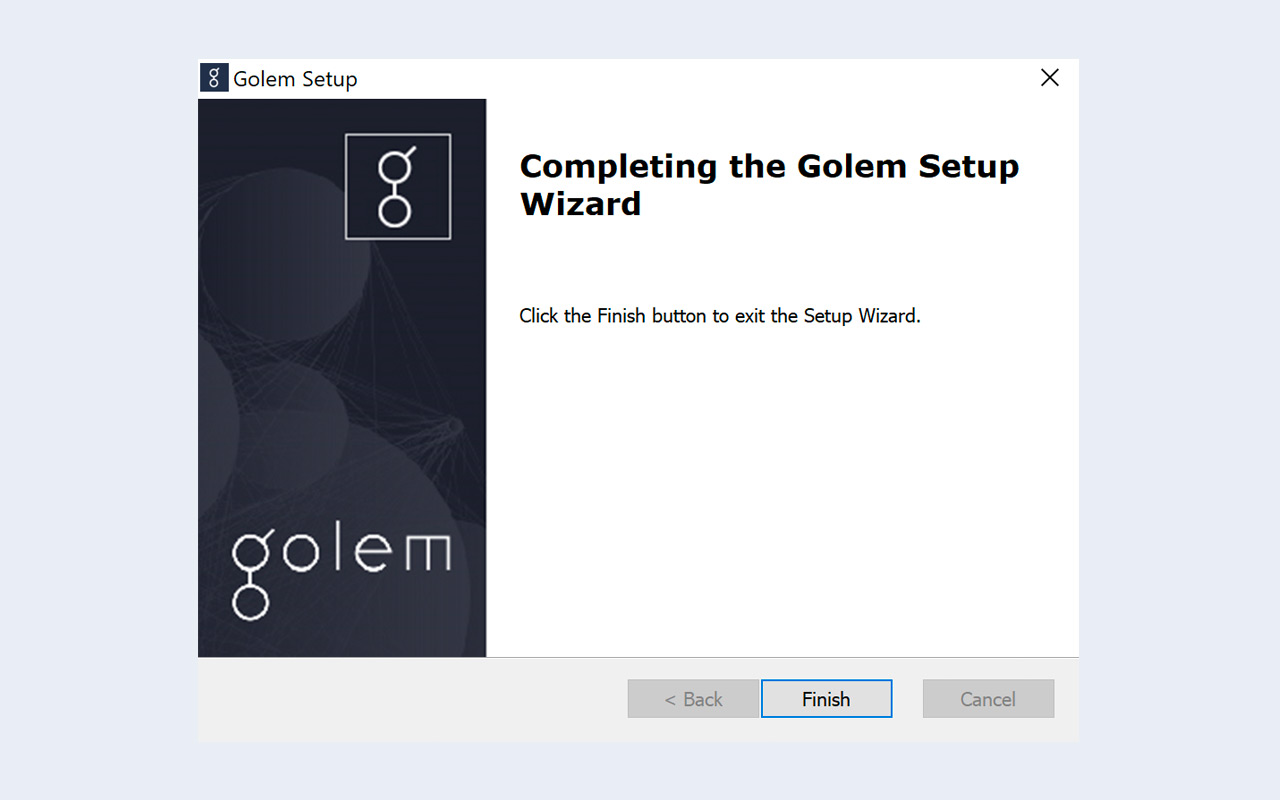 Golem Setup
Completing the Golem Setup
Wizard
Click the Finish button to exit the Setup Wizard.
golem
< Back
Finish
Cancel